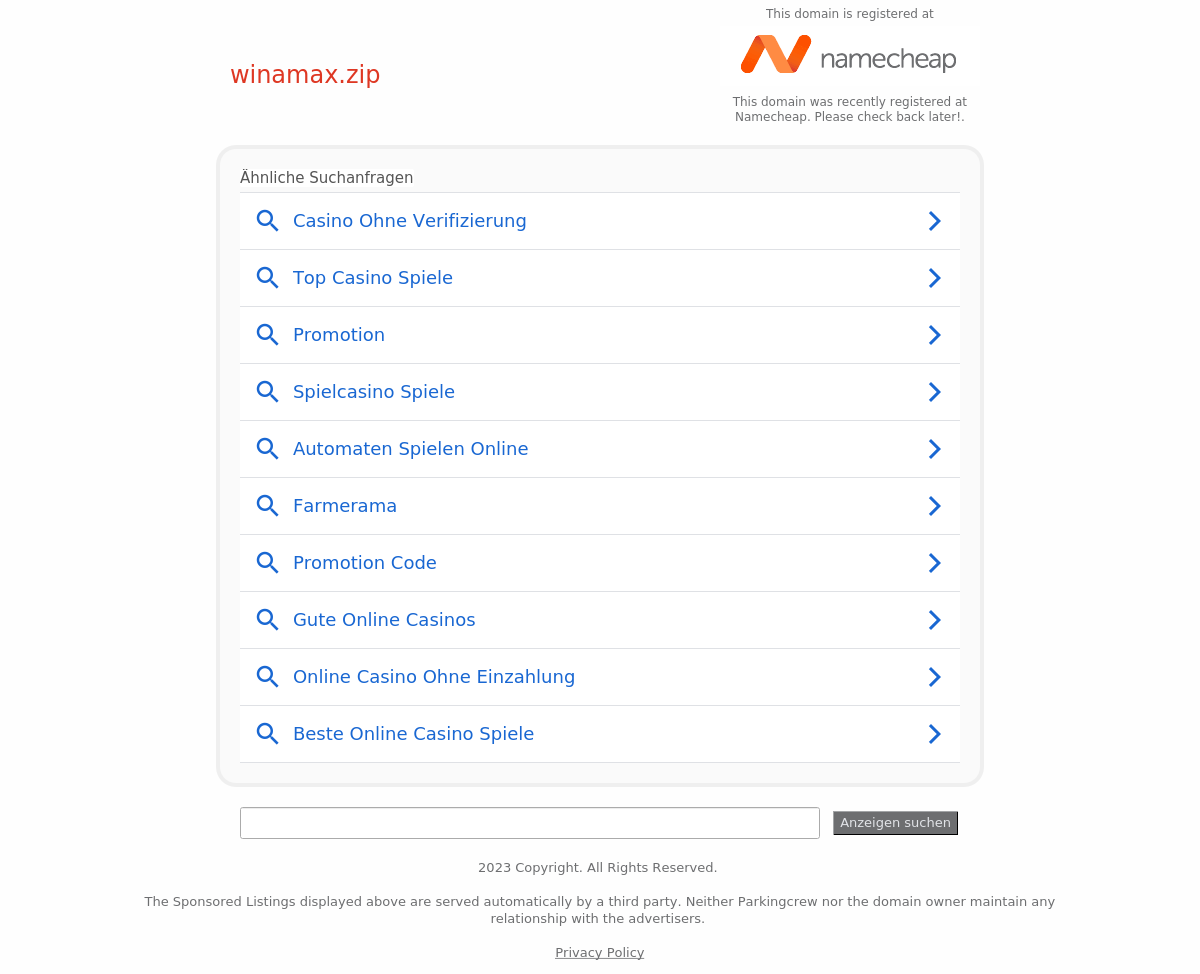 This domain is registered at
namecheap
winamax.zip
This domain was recently registered at
Namecheap. Please check back later!.
Ähnliche Suchanfragen
Casino Ohne Verifizierung
Top Casino Spiele
Promotion
Spielcasino Spiele
Automaten Spielen Online
Farmerama
Promotion Code
Gute Online Casinos
Online Casino Ohne Einzahlung
Beste Online Casino Spiele
Anzeigen suchen
2023 Copyright. All Rights Reserved.
The Sponsored Listings displayed above are served automatically by a third party. Neither Parkingcrew nor the domain owner maintain any
relationship with the advertisers.
Privacy Policy